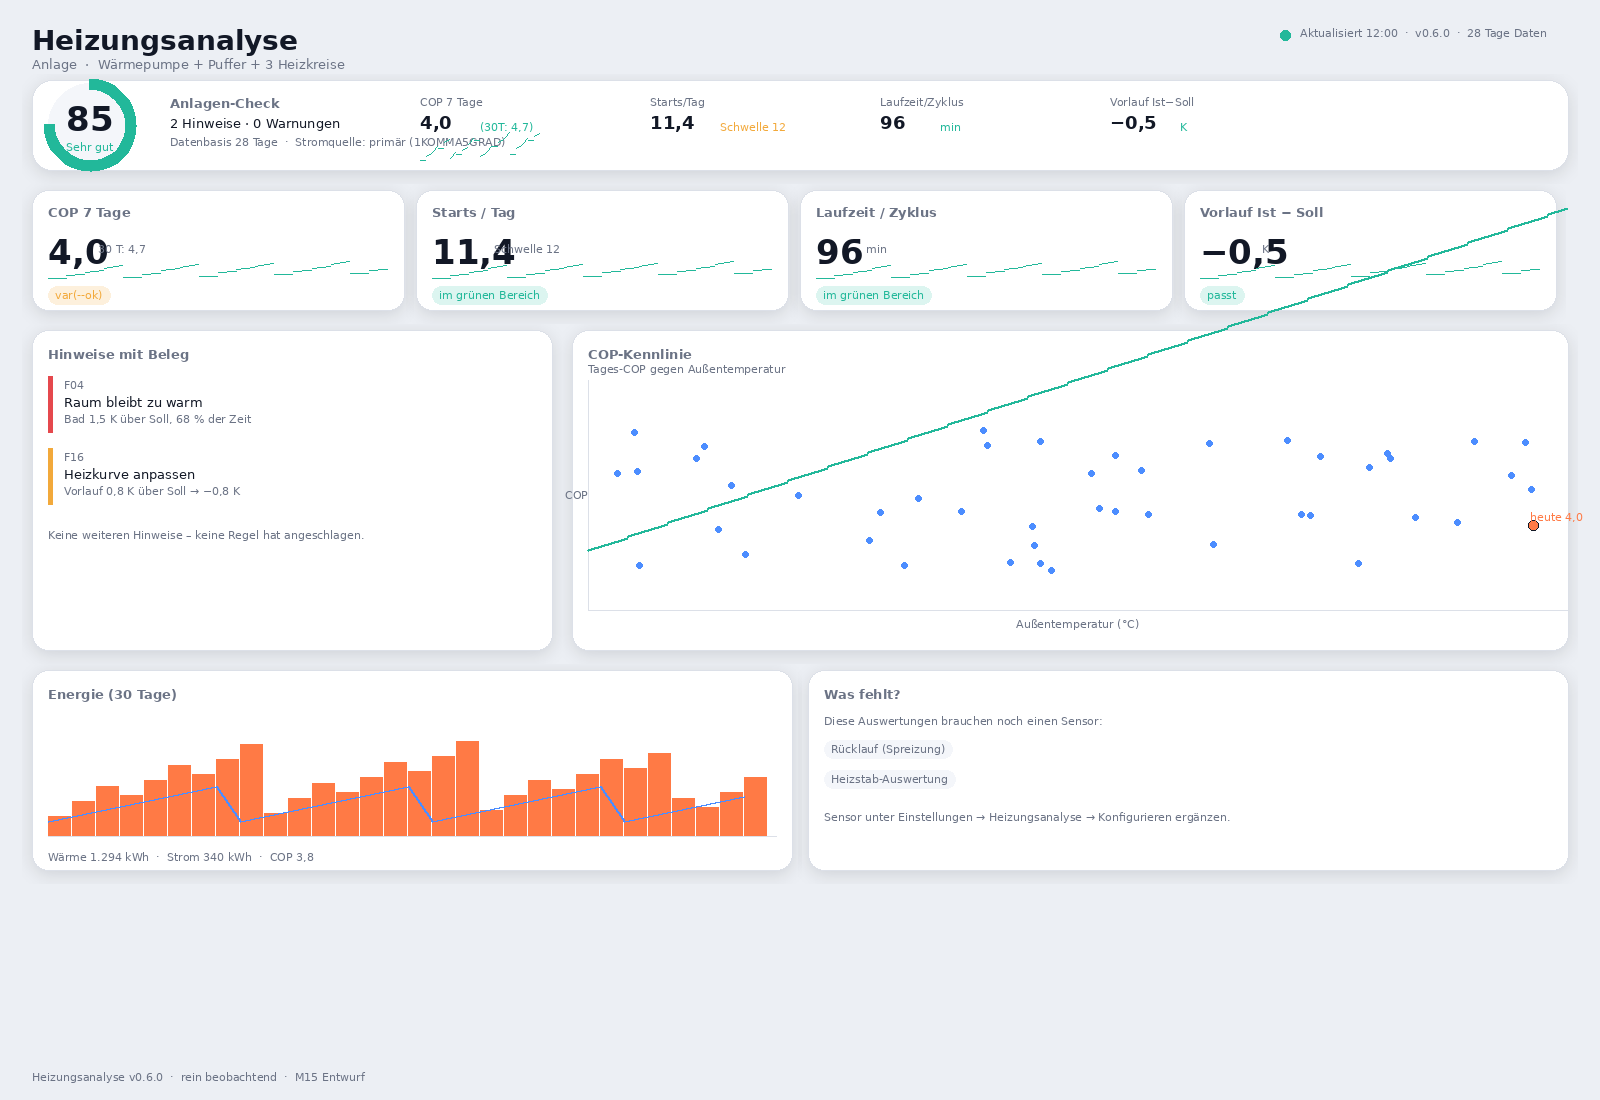 Heizungsanalyse
Aktualisiert 12:00 · v0.6.0 · 28 Tage Daten
Anlage · Wärmepumpe + Puffer + 3 Heizkreise
85
Sehr gut
Anlagen-Check
2 Hinweise · 0 Warnungen
Datenbasis 28 Tage · Stromquelle: primär (1KOMMA5GRAD)
COP 7 Tage
4,0 (30T: 4,7)
Starts/Tag
11,4 Schwelle 12
Laufzeit/Zyklus
96 min
Vorlauf Ist−Soll
−0,5 K
COP 7 Tage
4,0 30 T: 4,7
var(--ok)
Starts / Tag
11,4 Schwelle 12
im grünen Bereich
Laufzeit / Zyklus
96 min
im grünen Bereich
Vorlauf Ist − Soll
−0,5 K
passt
Hinweise mit Beleg
F04
Raum bleibt zu warm
Bad 1,5 K über Soll, 68 % der Zeit
F16
Heizkurve anpassen
Vorlauf 0,8 K über Soll → −0,8 K
Keine weiteren Hinweise – keine Regel hat angeschlagen.
COP-Kennlinie
Tages-COP gegen Außentemperatur
COP
heute 4,0
Außentemperatur (°C)
Energie (30 Tage)
Wärme 1.294 kWh · Strom 340 kWh · COP 3,8
Was fehlt?
Diese Auswertungen brauchen noch einen Sensor:
Rücklauf (Spreizung)
Heizstab-Auswertung
Sensor unter Einstellungen → Heizungsanalyse → Konfigurieren ergänzen.
Heizungsanalyse v0.6.0 · rein beobachtend · M15 Entwurf